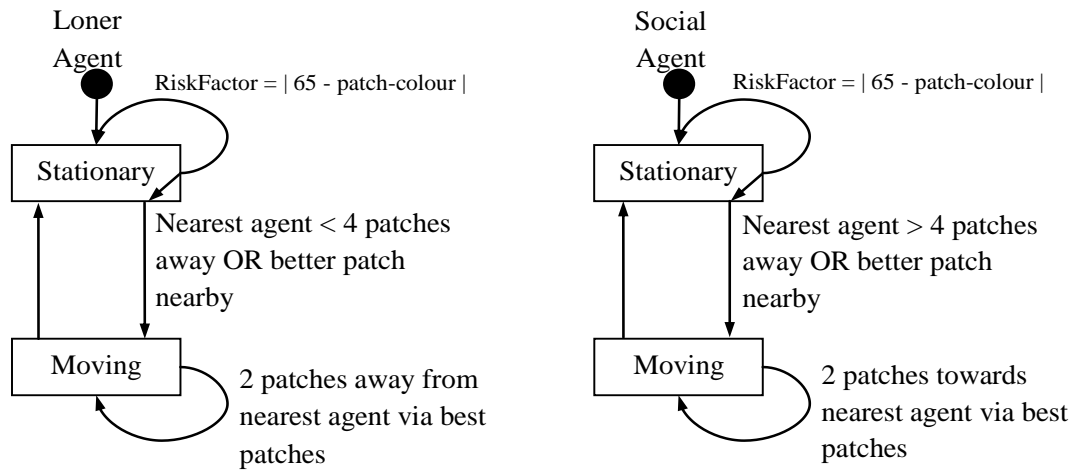 Loner
Agent
RiskFactor = | 65 - patch-colour |
Stationary
Nearest agent < 4 patches
away OR better patch
nearby
Moving
2 patches away from
nearest agent via best
patches
Social
Agent
RiskFactor = | 65 - patch-colour |
Stationary
Nearest agent > 4 patches
away OR better patch
nearby
Moving
2 patches towards
nearest agent via best
patches